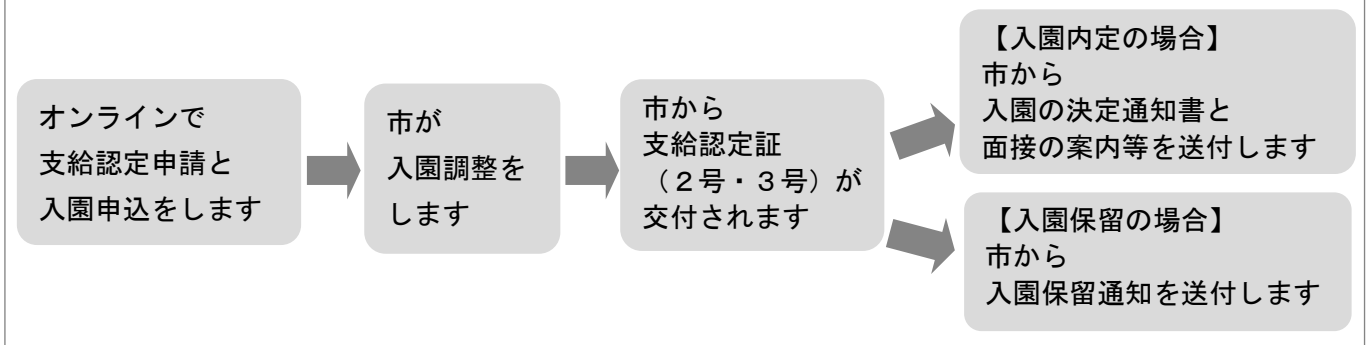 オンラインで
支給認定申請と
入園申込をします
市が
入園調整を
します
市から
支給認定証
（２号・３号）が
交付されます
【入園内定の場合】
市から
入園の決定通知書と
面接の案内等を送付します
【入園保留の場合】
市から
入園保留通知を送付します